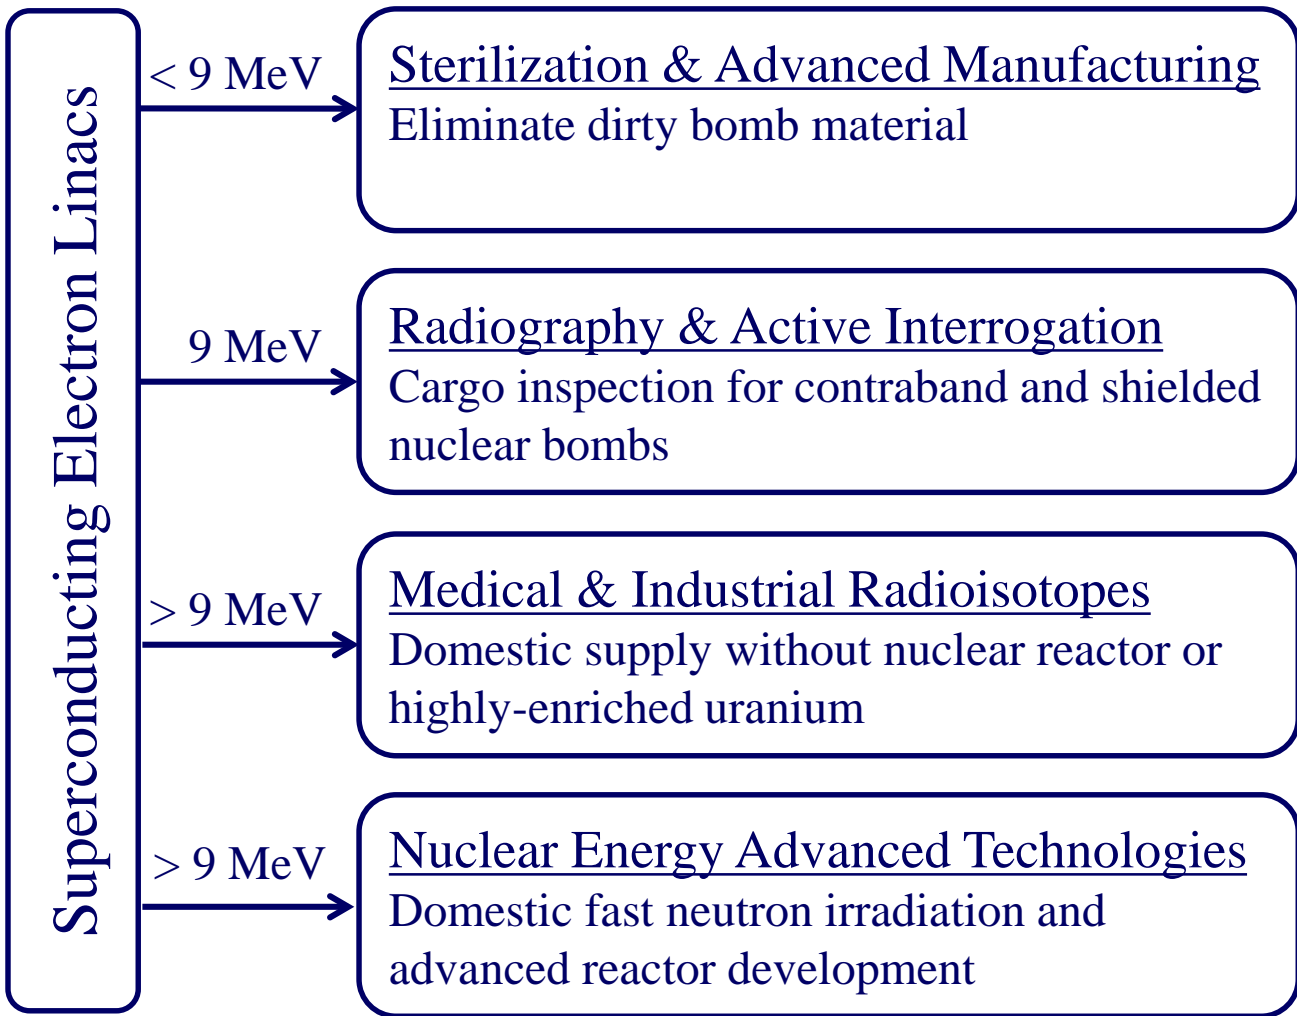 Superconducting Electron Linacs
< 9 MeV
Sterilization & Advanced Manufacturing
Eliminate dirty bomb material
9 MeV
Radiography & Active Interrogation
Cargo inspection for contraband and shielded
nuclear bombs
> 9 MeV
Medical & Industrial Radioisotopes
Domestic supply without nuclear reactor or
highly-enriched uranium
> 9 MeV
Nuclear Energy Advanced Technologies
Domestic fast neutron irradiation and
advanced reactor development